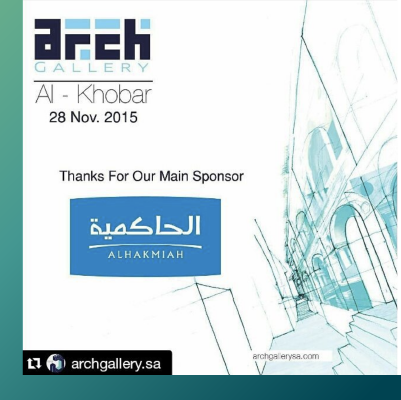 arch
GALLERY
Al - Khobar
28 Nov. 2015
Thanks For Our Main Sponsor
الحاكمية
ALHAKMIAH
archgallerysa.com
archgallery.sa